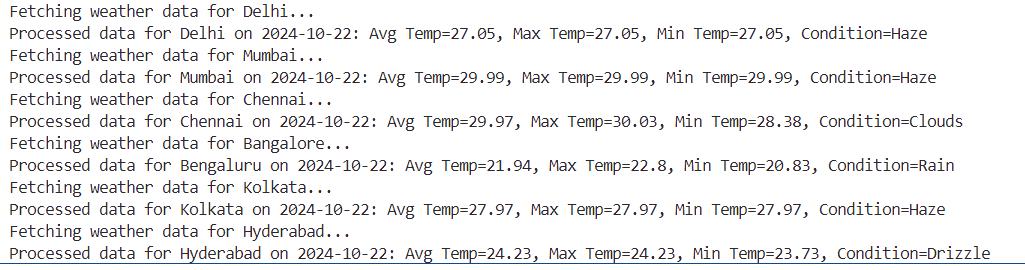 Fetching weather data for Delhi...
Processed data for Delhi on 2024-10-22: Avg Temp=27.05, Max Temp=27.05, Min Temp=27.05, Condition=Haze
Fetching weather data for Mumbai...
Processed data for Mumbai on 2024-10-22: Avg Temp=29.99, Max Temp=29.99, Min Temp=29.99, Condition=Haze
Fetching weather data for Chennai...
Processed data for Chennai on 2024-10-22: Avg Temp=29.97, Max Temp=30.03, Min Temp=28.38, Condition=Clouds
Fetching weather data for Bangalore...
Processed data for Bengaluru on 2024-10-22: Avg Temp=21.94, Max Temp=22.8, Min Temp=20.83, Condition=Rain
Fetching weather data for Kolkata...
Processed data for Kolkata on 2024-10-22: Avg Temp=27.97, Max Temp=27.97, Min Temp=27.97, Condition=Haze
Fetching weather data for Hyderabad...
Processed data for Hyderabad on 2024-10-22: Avg Temp=24.23, Max Temp=24.23, Min Temp=23.73, Condition=Drizzle